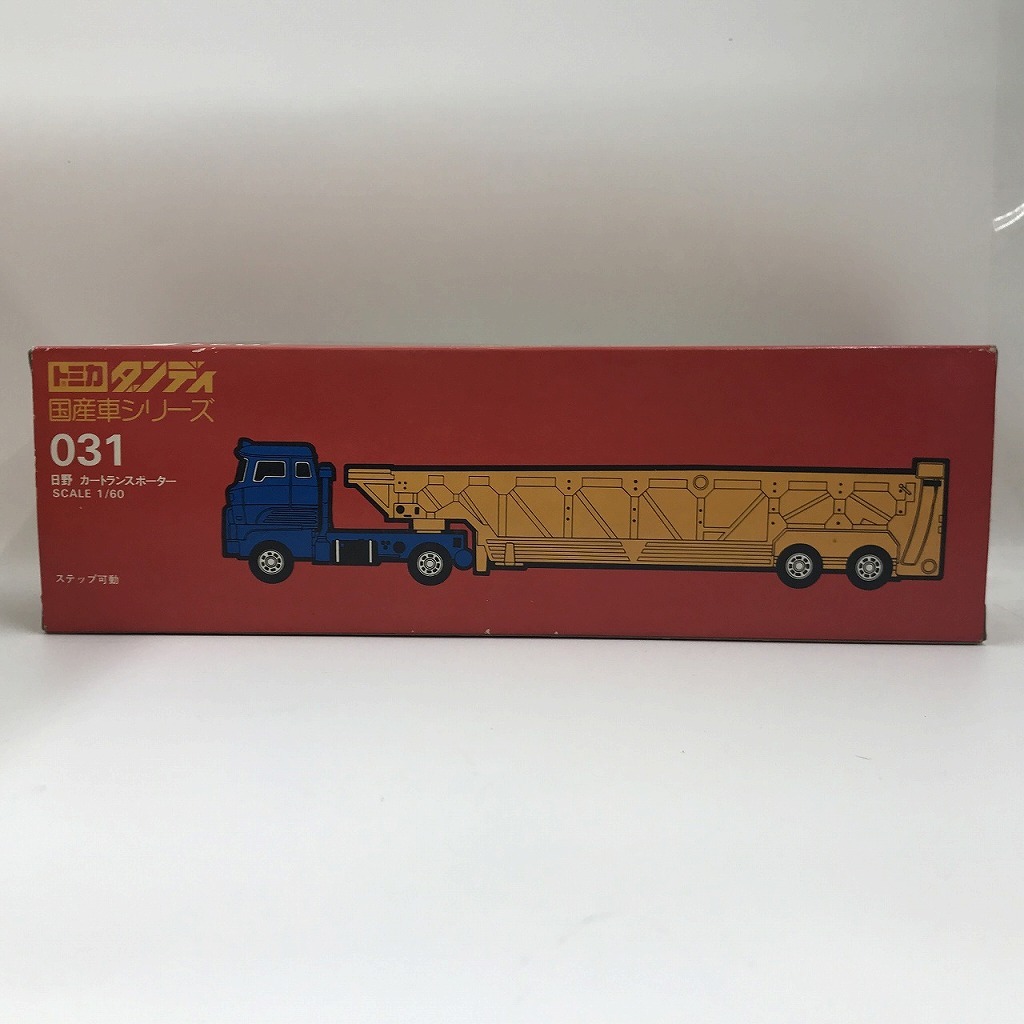 トミカ ダンディ
国産車シリーズ
031
日野 カートランスポーター
SCALE 1/60
ステップ可動